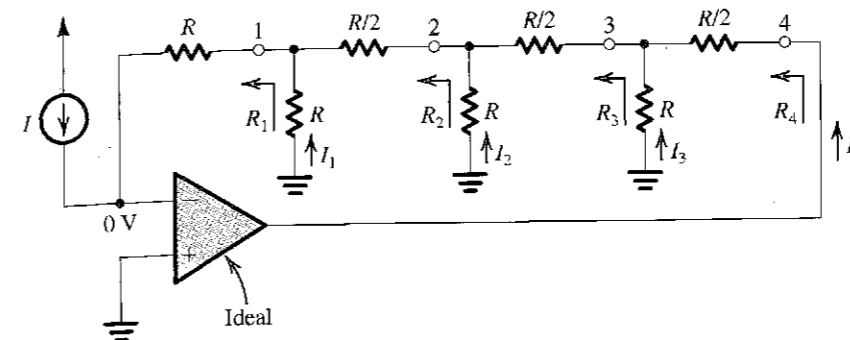 R 1 R/2 2 R/2 3 R/2 4
I R₁ R R₂ R R₃ R R₄ I
I₁ I₂ I₃
0 V −
+
Ideal